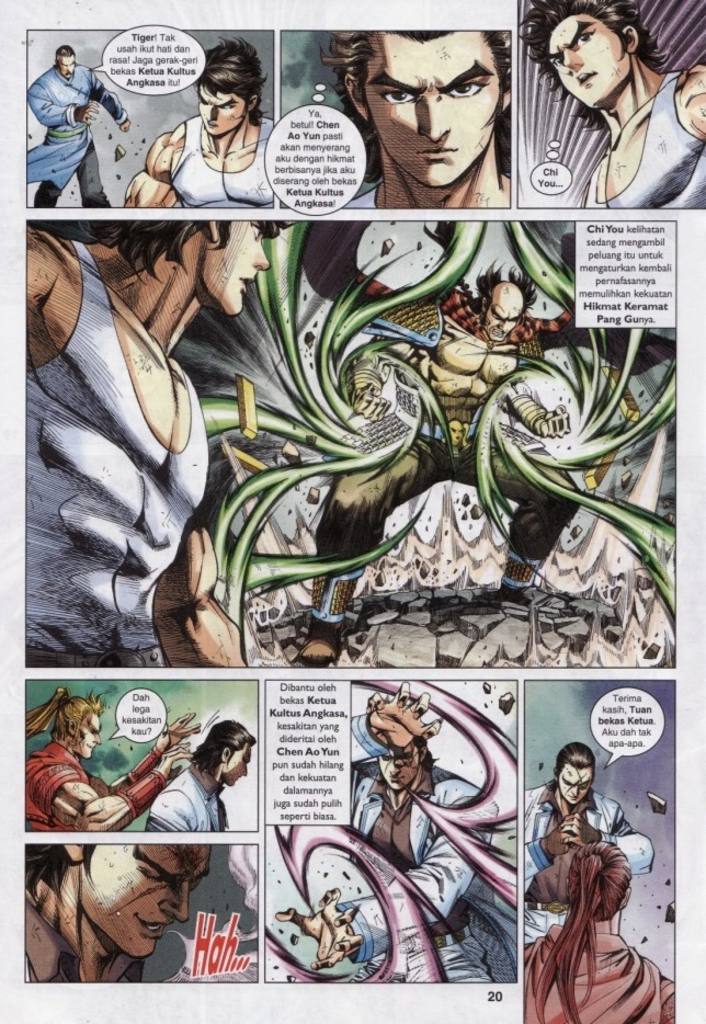 Tiger! Tak
usah ikut hati dan
rasa! Jaga gerak-geri
bekas Ketua Kultus
Angkasa itu!
Ya,
betul! Chen
Ao Yun pasti
akan menyerang
aku dengan hikmat
berbisanya jika aku
diserang oleh bekas
Ketua Kultus
Angkasa!
Chi
You...
Chi You kelihatan
sedang mengambil
peluang itu untuk
mengaturkan kembali
pernafasannya
memulihkan kekuatan
Hikmat Keramat
Pang Gunya.
Dah
lega
kesakitan
kau?
Hah...
Dibantu oleh
bekas Ketua
Kultus Angkasa,
kesakitan yang
dideritai oleh
Chen Ao Yun
pun sudah hilang
dan kekuatan
dalamannya
juga sudah pulih
seperti biasa.
Terima
kasih, Tuan
bekas Ketua.
Aku dah tak
apa-apa.
20